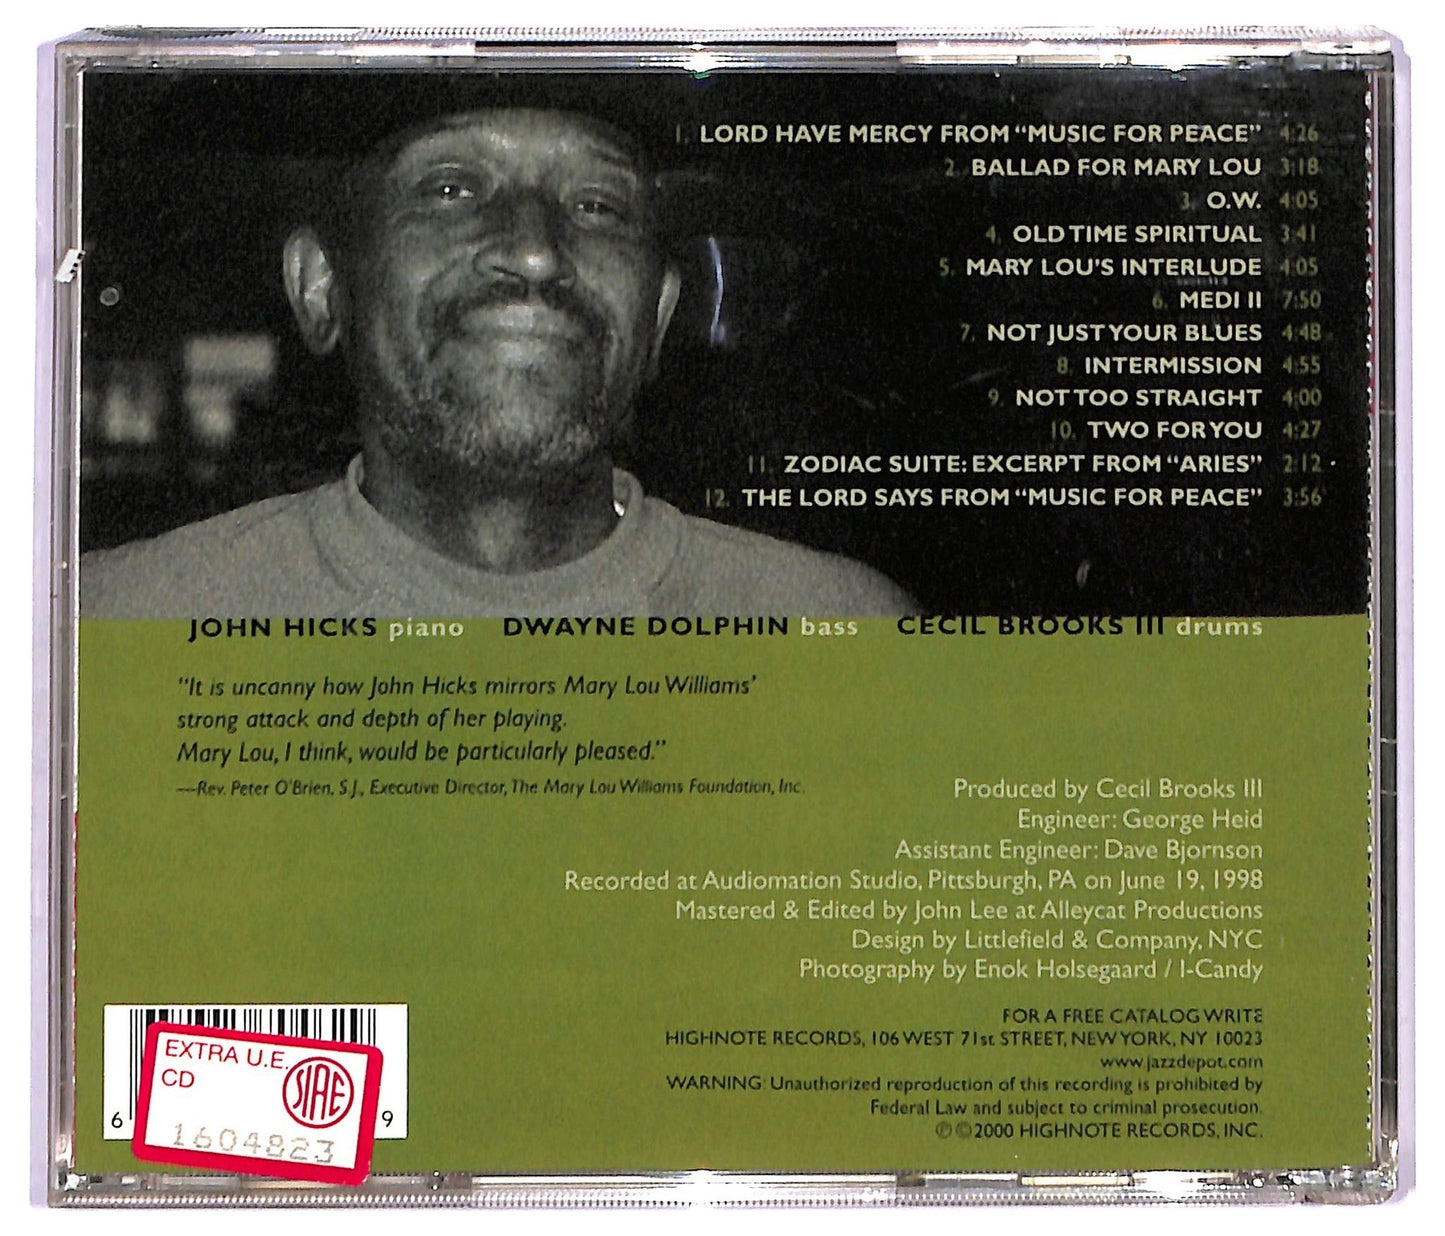 1. LORD HAVE MERCY FROM “MUSIC FOR PEACE” 4:26
2. BALLAD FOR MARY LOU 3:18
3. O.W. 4:05
4. OLD TIME SPIRITUAL 3:41
5. MARY LOU'S INTERLUDE 4:05
6. MEDI II 7:50
7. NOT JUST YOUR BLUES 4:48
8. INTERMISSION 4:55
9. NOT TOO STRAIGHT 4:00
10. TWO FOR YOU 4:27
11. ZODIAC SUITE: EXCERPT FROM “ARIES” 2:12
12. THE LORD SAYS FROM “MUSIC FOR PEACE” 3:56
JOHN HICKS piano DWAYNE DOLPHIN bass CECIL BROOKS III drums
“It is uncanny how John Hicks mirrors Mary Lou Williams’
strong attack and depth of her playing.
Mary Lou, I think, would be particularly pleased.”
—Rev. Peter O'Brien, S.J., Executive Director, The Mary Lou Williams Foundation, Inc.
Produced by Cecil Brooks III
Engineer: George Heid
Assistant Engineer: Dave Bjornson
Recorded at Audiomation Studio, Pittsburgh, PA on June 19, 1998
Mastered & Edited by John Lee at Alleycat Productions
Design by Littlefield & Company, NYC
Photography by Enok Holsegaard / I-Candy
FOR A FREE CATALOG WRITE
HIGHNOTE RECORDS, 106 WEST 71st STREET, NEW YORK, NY 10023
www.jazzdepot.com
WARNING: Unauthorized reproduction of this recording is prohibited by
Federal Law and subject to criminal prosecution.
℗ © 2000 HIGHNOTE RECORDS, INC.
EXTRA U.E.
CD
SIAE
1604823
6 9